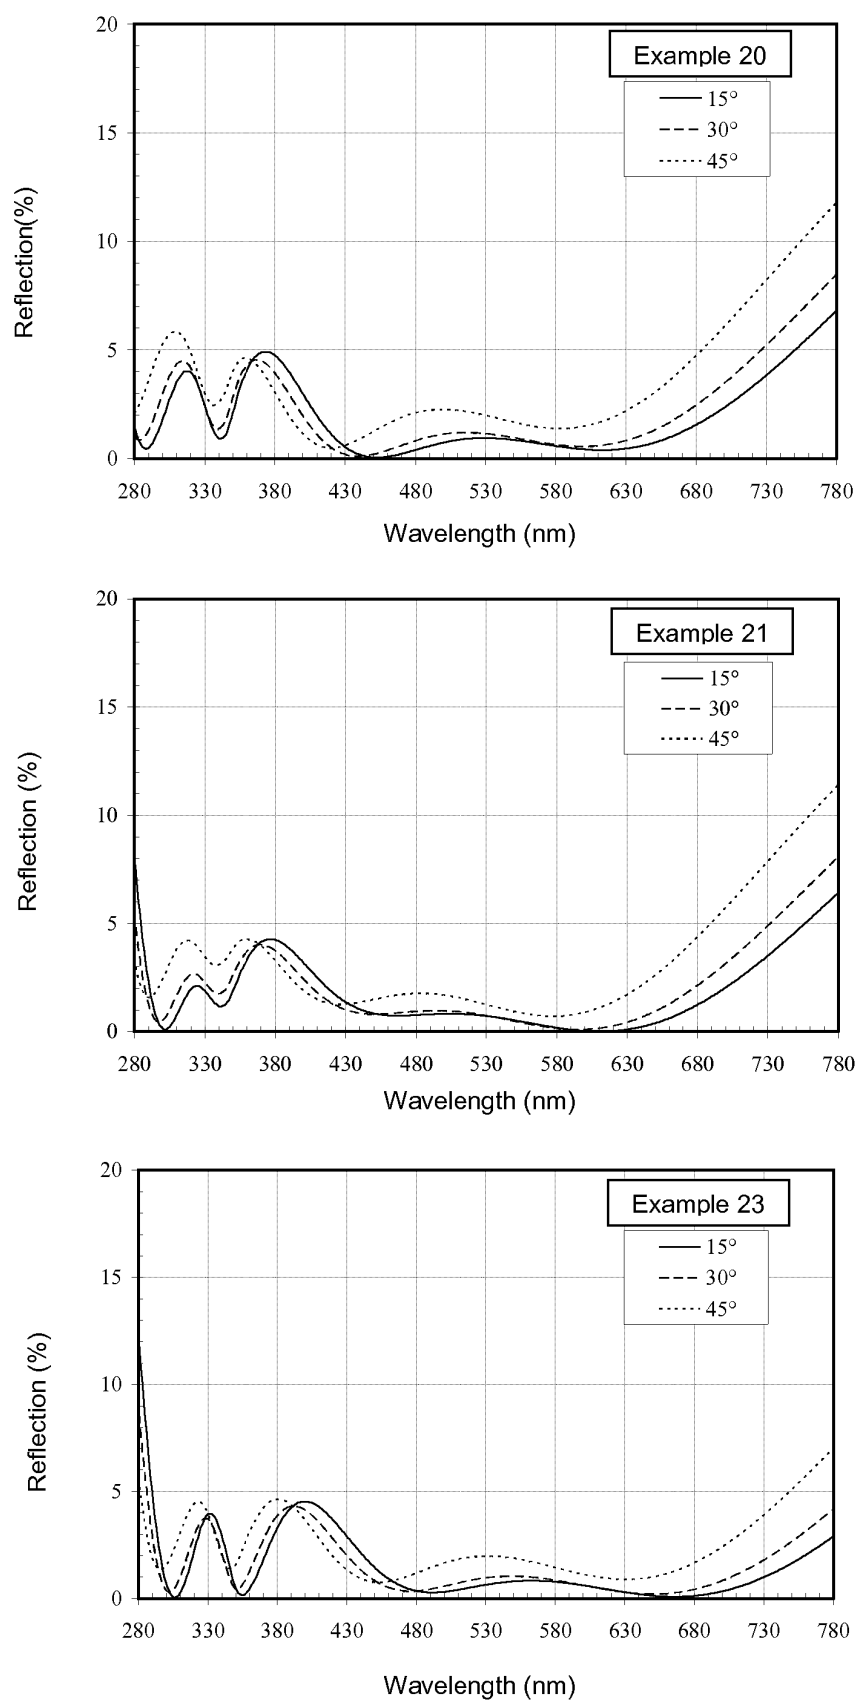 20
Example 20
15°
30°
45°
15
10
5
0
Reflection(%)
280 330 380 430 480 530 580 630 680 730 780
Wavelength (nm)
20
Example 21
15°
30°
45°
15
10
5
0
Reflection (%)
280 330 380 430 480 530 580 630 680 730 780
Wavelength (nm)
20
Example 23
15°
30°
45°
15
10
5
0
Reflection (%)
280 330 380 430 480 530 580 630 680 730 780
Wavelength (nm)